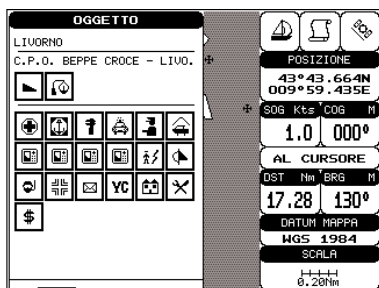 OGGETTO
LIVORNO
C.P.O. BEPPE CROCE - LIVO.
YC
$
POSIZIONE
43°43.664N
009°59.435E
SOG Kts COG M
1.0 000°
AL CURSORE
DST Nm BRG M
17.28 130°
DATUM MAPPA
WGS 1984
SCALA
0.20Nm